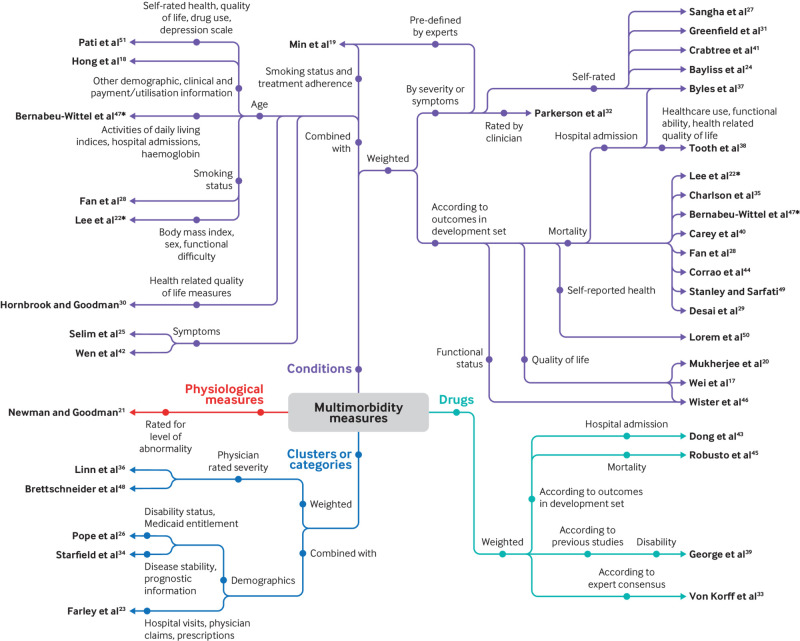 Self-rated health, quality
of life, drug use,
depression scale
Pati et al⁵¹
Hong et al¹⁸
Other demographic, clinical and
payment/utilisation information
Bernabeu-Wittel et al⁴⁷*
Age
Activities of daily living
indices, hospital admissions,
haemoglobin
Smoking
status
Fan et al²⁸
Lee et al²²*
Body mass index,
sex, functional
difficulty
Health related quality
of life measures
Hornbrook and Goodman³⁰
Selim et al²⁵
Symptoms
Wen et al⁴²
Min et al¹⁹
Pre-defined
by experts
Smoking status and
treatment adherence
Combined
with
Weighted
By severity or
symptoms
Self-rated
Sangha et al²⁷
Greenfield et al³¹
Crabtree et al⁴¹
Bayliss et al²⁴
Byles et al³⁷
Parkerson et al³²
Rated by
clinician
Healthcare use, functional
ability, health related
quality of life
Hospital admission
Tooth et al³⁸
According to
outcomes in
development set
Mortality
Lee et al²²*
Charlson et al³⁵
Bernabeu-Wittel et al⁴⁷*
Carey et al⁴⁰
Fan et al²⁸
Corrao et al⁴⁴
Stanley and Sarfati⁴⁹
Desai et al²⁹
Self-reported health
Lorem et al⁵⁰
Functional
status
Quality of life
Mukherjee et al²⁰
Wei et al¹⁷
Wister et al⁴⁶
Conditions
Physiological
measures
Multimorbidity
measures
Drugs
Newman and Goodman²¹
Rated for
level of
abnormality
Clusters or
categories
Linn et al³⁶
Physician
rated severity
Brettschneider et al⁴⁸
Weighted
Disability status,
Medicaid entitlement
Pope et al²⁶
Starfield et al³⁴
Combined with
Disease stability,
prognostic
information
Demographics
Farley et al²³
Hospital visits, physician
claims, prescriptions
Hospital admission
Dong et al⁴³
Robusto et al⁴⁵
Mortality
According to outcomes
in development set
Weighted
According to
previous studies
Disability
George et al³⁹
According to
expert consensus
Von Korff et al³³